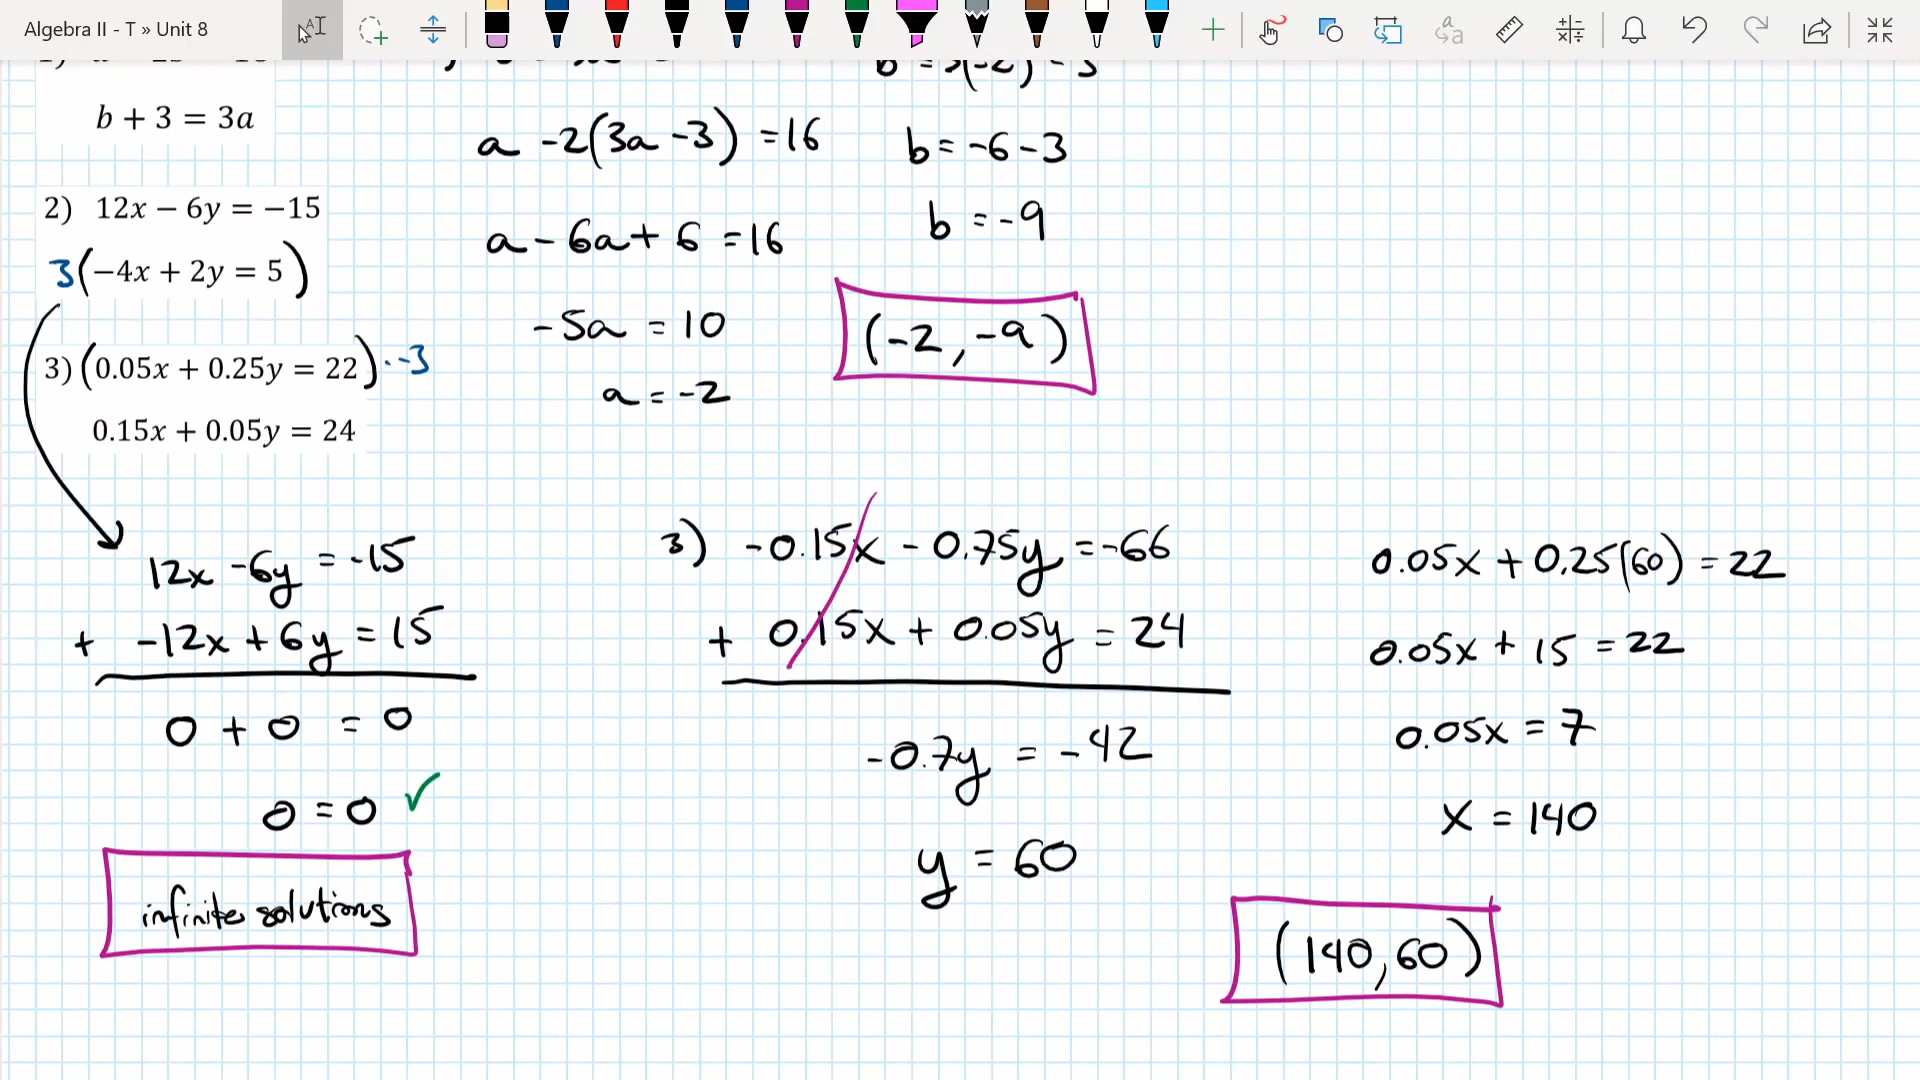 Algebra II - T » Unit 8
b + 3 = 3a
2) 12x − 6y = −15
3(−4x + 2y = 5)
3) (0.05x + 0.25y = 22) · -3
0.15x + 0.05y = 24
a -2(3a -3) = 16
a - 6a + 6 = 16
-5a = 10
a = -2
b = 3(-2) - 3
b = -6 - 3
b = -9
(-2, -9)
12x - 6y = -15
+ -12x + 6y = 15
0 + 0 = 0
0 = 0 ✓
infinite solutions
3) -0.15x - 0.75y = -66
+ 0.15x + 0.05y = 24
-0.7y = -42
y = 60
0.05x + 0.25(60) = 22
0.05x + 15 = 22
0.05x = 7
x = 140
(140, 60)